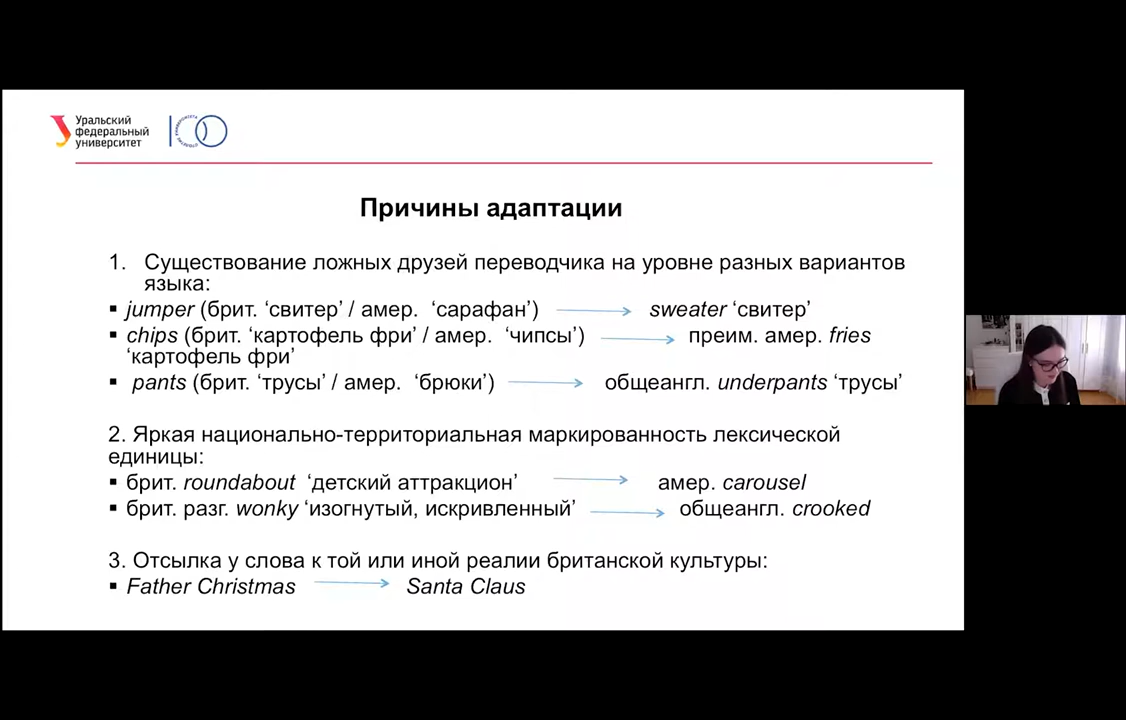 Уральский
федеральный
университет
Причины адаптации
1. Существование ложных друзей переводчика на уровне разных вариантов
языка:
▪ jumper (брит. ‘свитер’ / амер. ‘сарафан’) → sweater ‘свитер’
▪ chips (брит. ‘картофель фри’ / амер. ‘чипсы’) → преим. амер. fries
‘картофель фри’
▪ pants (брит. ‘трусы’ / амер. ‘брюки’) → общеангл. underpants ‘трусы’
2. Яркая национально-территориальная маркированность лексической
единицы:
▪ брит. roundabout ‘детский аттракцион’ → амер. carousel
▪ брит. разг. wonky ‘изогнутый, искривленный’ → общеангл. crooked
3. Отсылка у слова к той или иной реалии британской культуры:
▪ Father Christmas → Santa Claus